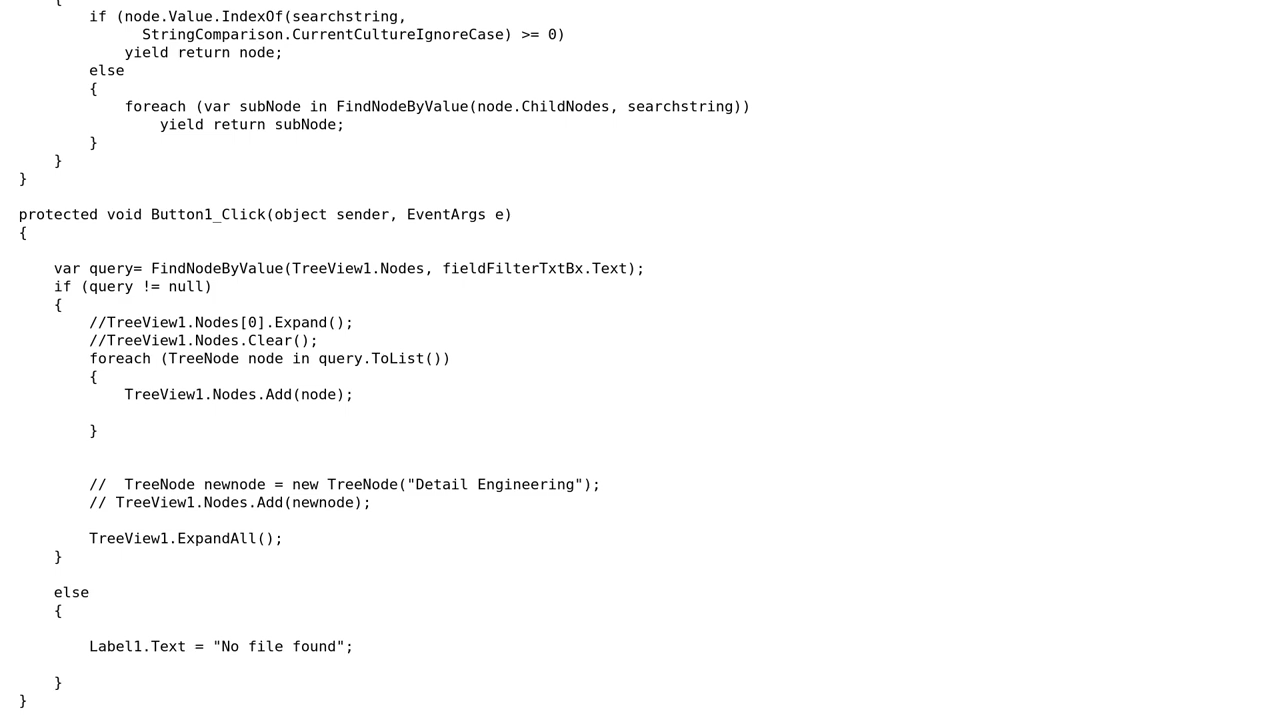 {
if (node.Value.IndexOf(searchstring,
StringComparison.CurrentCultureIgnoreCase) >= 0)
yield return node;
else
{
foreach (var subNode in FindNodeByValue(node.ChildNodes, searchstring))
yield return subNode;
}
}
}
protected void Button1_Click(object sender, EventArgs e)
{
var query= FindNodeByValue(TreeView1.Nodes, fieldFilterTxtBx.Text);
if (query != null)
{
//TreeView1.Nodes[0].Expand();
//TreeView1.Nodes.Clear();
foreach (TreeNode node in query.ToList())
{
TreeView1.Nodes.Add(node);
}
//  TreeNode newnode = new TreeNode("Detail Engineering");
// TreeView1.Nodes.Add(newnode);
TreeView1.ExpandAll();
}
else
{
Label1.Text = "No file found";
}
}